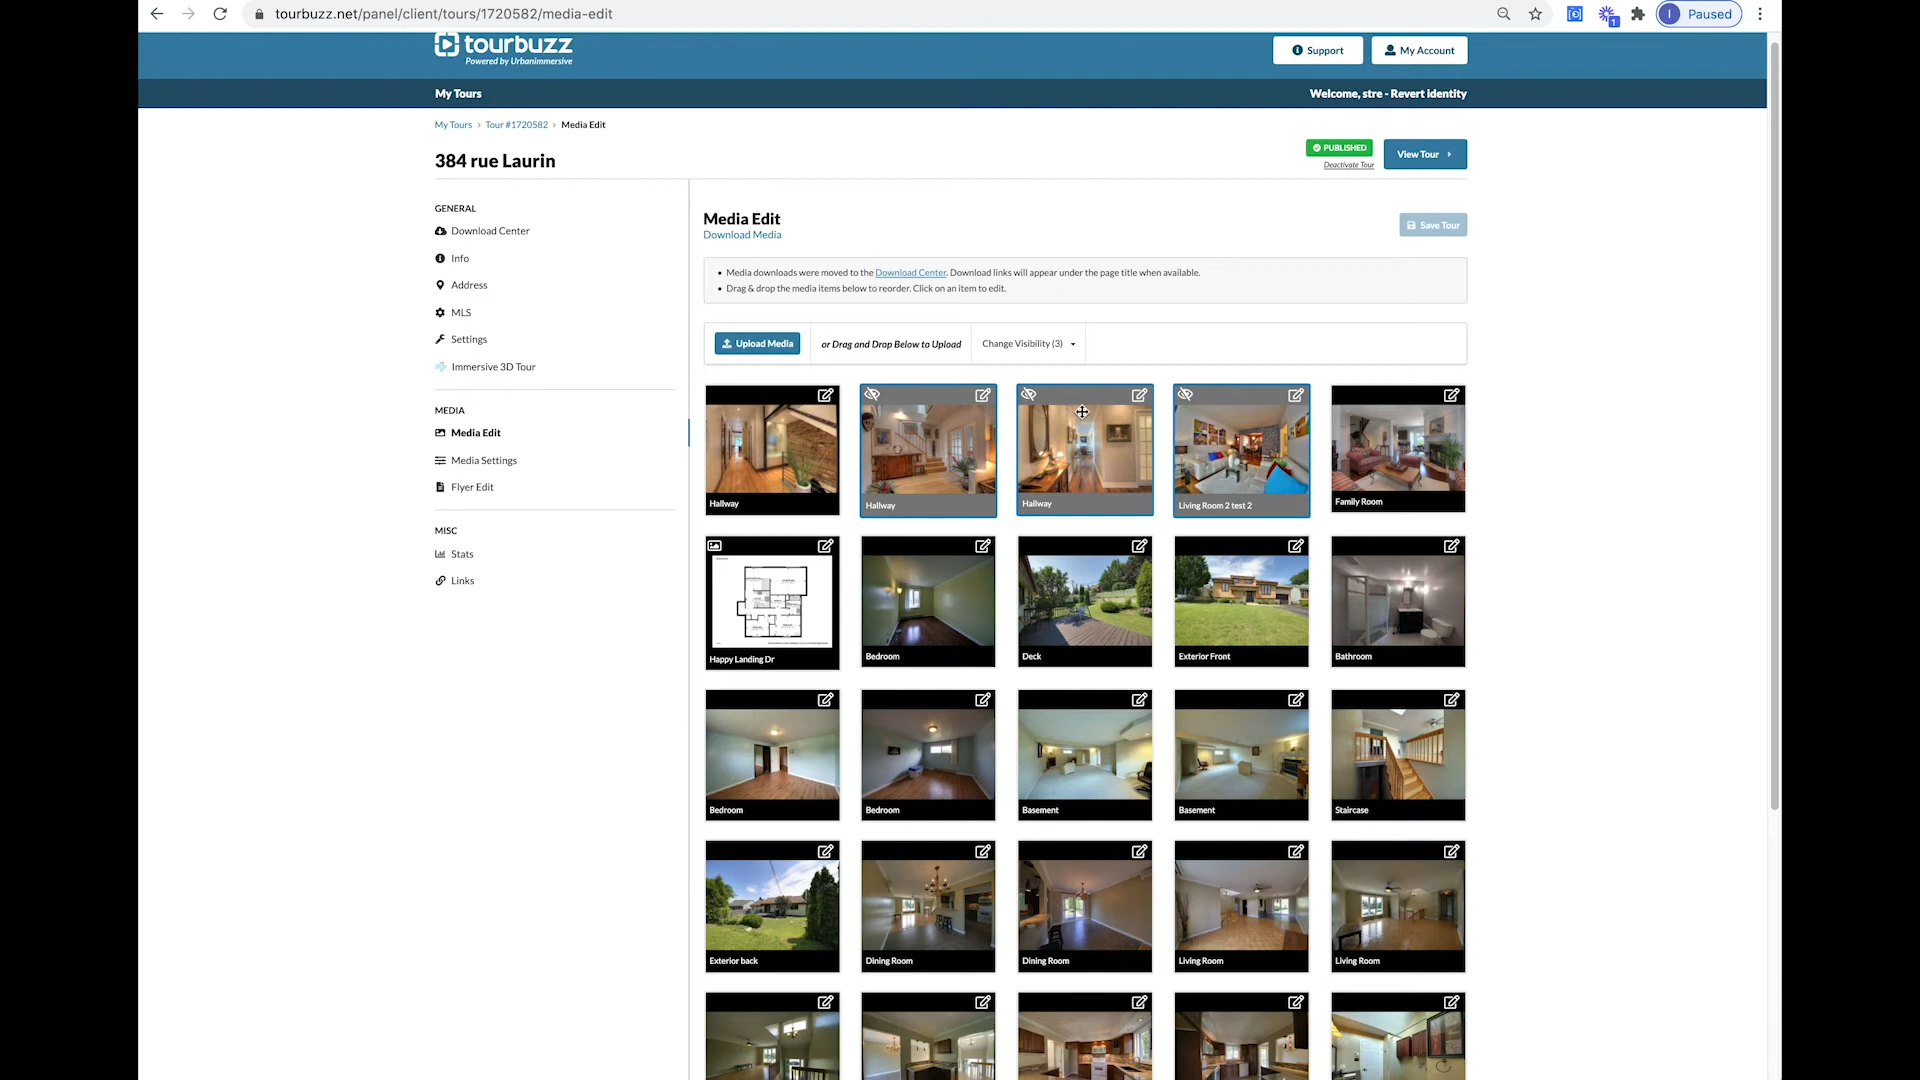 tourbuzz.net/panel/client/tours/1720582/media-edit
1
I
Paused
tourbuzz
Powered by Urbanimmersive
Support
My Account
My Tours
Welcome, stre - Revert identity
My Tours › Tour #1720582 › Media Edit
384 rue Laurin
PUBLISHED
Deactivate Tour
View Tour
GENERAL
Download Center
Info
Address
MLS
Settings
Immersive 3D Tour
MEDIA
Media Edit
Media Settings
Flyer Edit
MISC
Stats
Links
Media Edit
Download Media
Save Tour
• Media downloads were moved to the Download Center. Download links will appear under the page title when available.
• Drag & drop the media items below to reorder. Click on an item to edit.
Upload Media
or Drag and Drop Below to Upload
Change Visibility (3)
Hallway
Hallway
Hallway
Living Room 2 test 2
Family Room
Happy Landing Dr
Bedroom
Deck
Exterior Front
Bathroom
Bedroom
Bedroom
Basement
Basement
Staircase
Exterior back
Dining Room
Dining Room
Living Room
Living Room